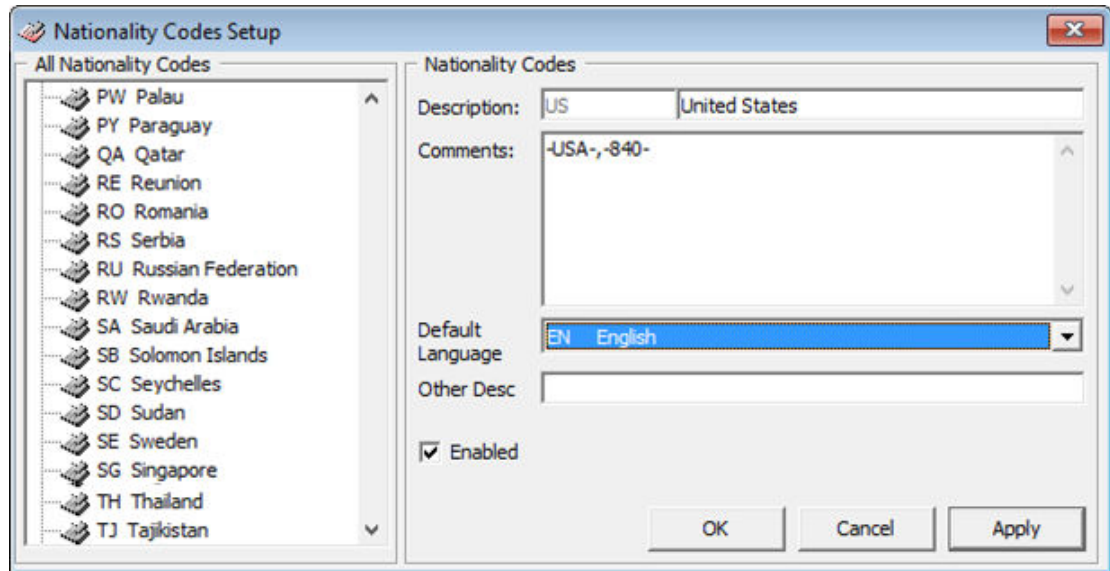 Nationality Codes Setup
All Nationality Codes
PW Palau
PY Paraguay
QA Qatar
RE Reunion
RO Romania
RS Serbia
RU Russian Federation
RW Rwanda
SA Saudi Arabia
SB Solomon Islands
SC Seychelles
SD Sudan
SE Sweden
SG Singapore
TH Thailand
TJ Tajikistan
Nationality Codes
Description: US United States
Comments: -USA-,-840-
Default
Language
EN English
Other Desc
Enabled
OK Cancel Apply